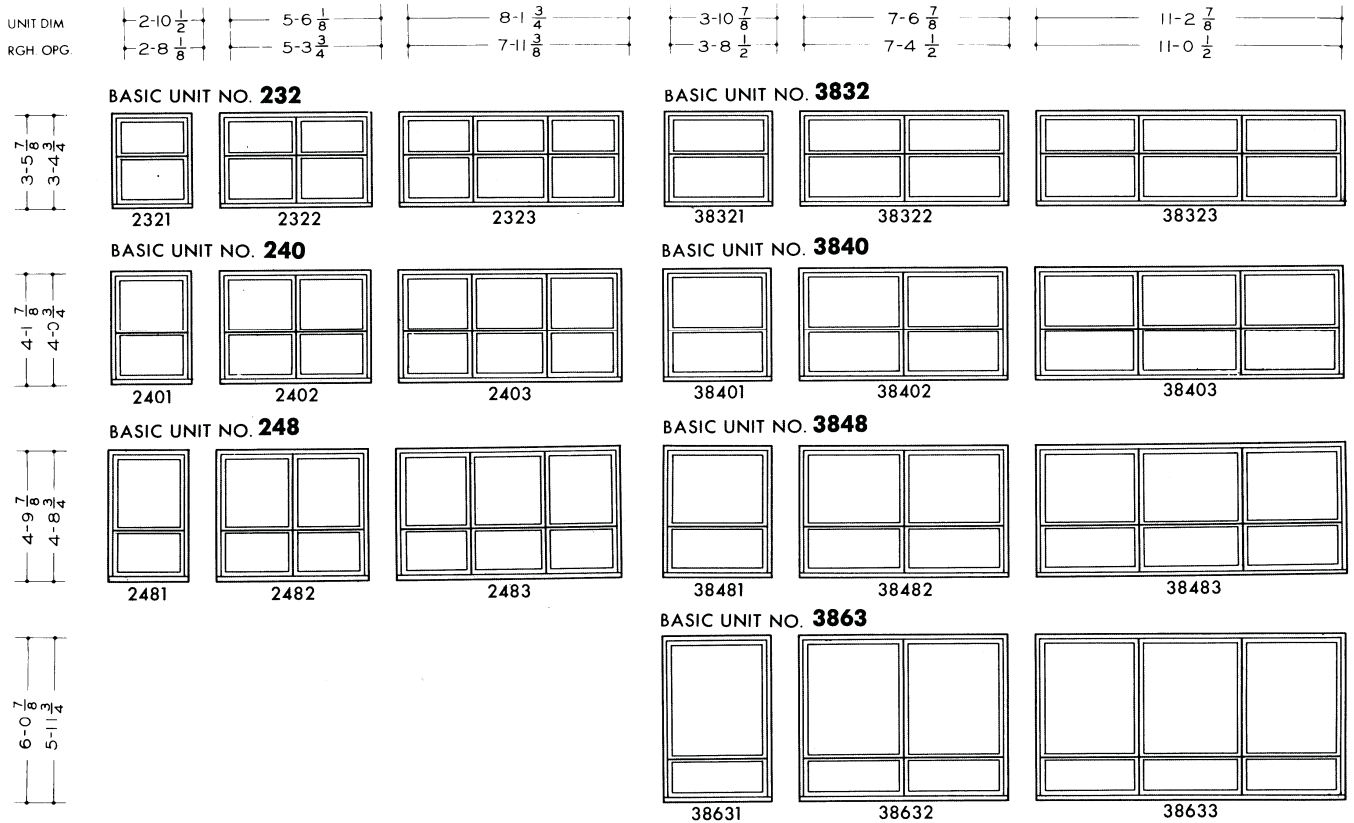 UNIT DIM 2-10 1/2 5-6 1/8 8-1 3/4 3-10 7/8 7-6 7/8 11-2 7/8
RGH. OPG. 2-8 1/8 5-3 3/4 7-11 3/8 3-8 1/2 7-4 1/2 11-0 1/2
BASIC UNIT NO. 232 BASIC UNIT NO. 3832
3-5 7/8
3-4 3/4
2321 2322 2323 38321 38322 38323
BASIC UNIT NO. 240 BASIC UNIT NO. 3840
4-1 7/8
4-0 3/4
2401 2402 2403 38401 38402 38403
BASIC UNIT NO. 248 BASIC UNIT NO. 3848
4-9 7/8
4-8 3/4
2481 2482 2483 38481 38482 38483
BASIC UNIT NO. 3863
6-0 7/8
5-11 3/4
38631 38632 38633